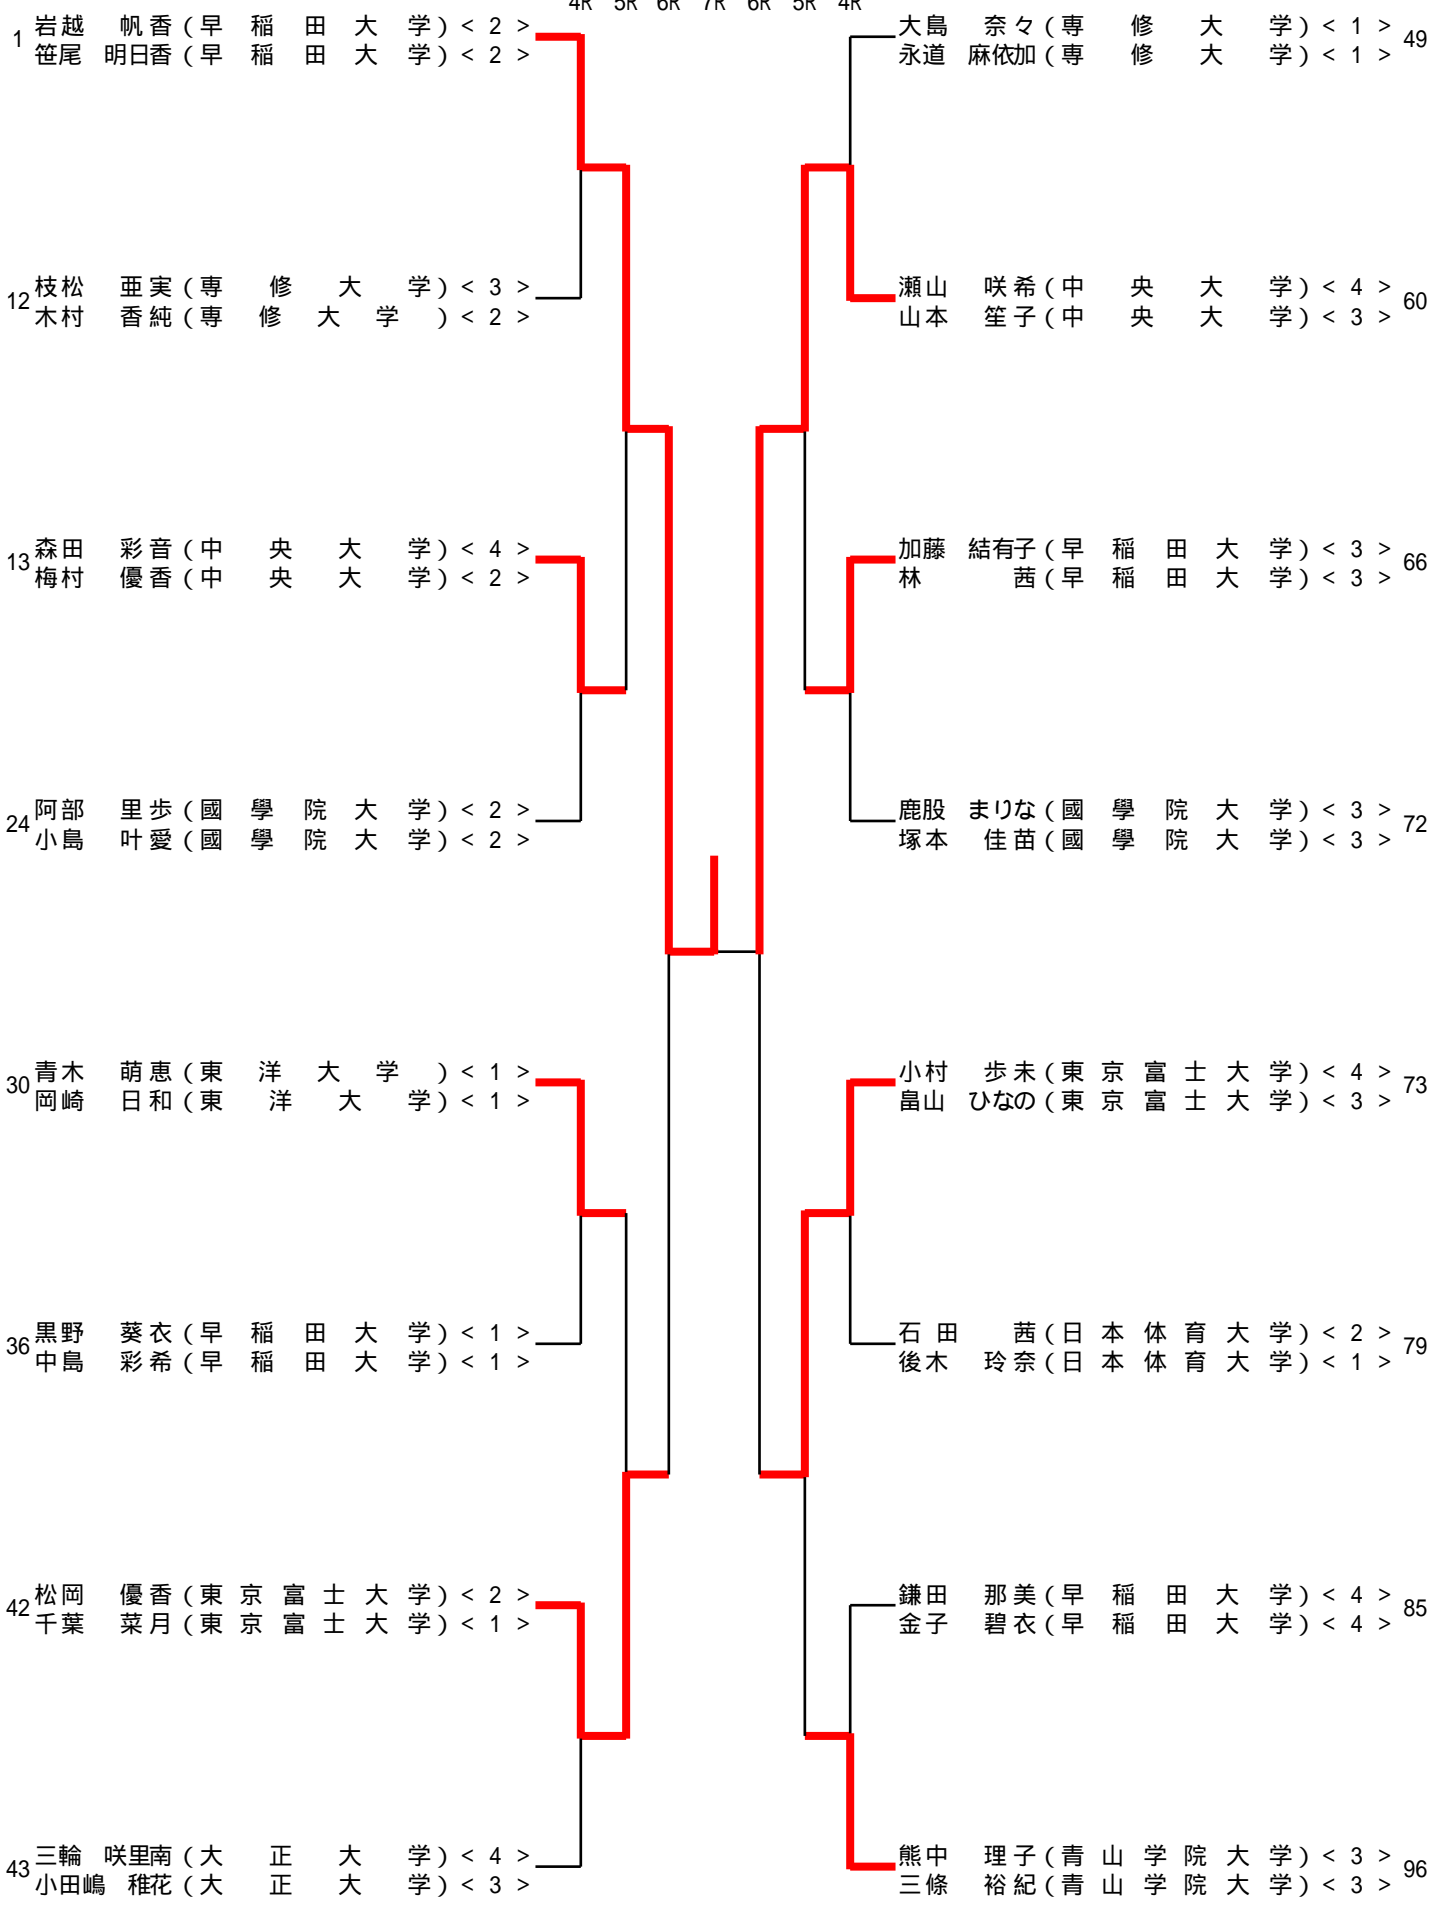 4R 5R 6R 7R 6R 5R 4R
1 岩越 帆香(早稲田大学)< 2 >
笹尾 明日香(早稲田大学)< 2 >
12 枝松 亜実(専修大学)< 3 >
木村 香純(専修大学)< 2 >
13 森田 彩音(中央大学)< 4 >
梅村 優香(中央大学)< 2 >
24 阿部 里歩(國學院大学)< 2 >
小島 叶愛(國學院大学)< 2 >
30 青木 萌恵(東洋大学)< 1 >
岡崎 日和(東洋大学)< 1 >
36 黒野 葵衣(早稲田大学)< 1 >
中島 彩希(早稲田大学)< 1 >
42 松岡 優香(東京富士大学)< 2 >
千葉 菜月(東京富士大学)< 1 >
43 三輪 咲里南(大正大学)< 4 >
小田嶋 稚花(大正大学)< 3 >
大島 奈々(専修大学)< 1 > 49
永道 麻依加(専修大学)< 1 >
瀬山 咲希(中央大学)< 4 > 60
山本 笙子(中央大学)< 3 >
加藤 結有子(早稲田大学)< 3 > 66
林 茜(早稲田大学)< 3 >
鹿股 まりな(國學院大学)< 3 > 72
塚本 佳苗(國學院大学)< 3 >
小村 歩未(東京富士大学)< 4 > 73
畠山 ひなの(東京富士大学)< 3 >
石田 茜(日本体育大学)< 2 > 79
後木 玲奈(日本体育大学)< 1 >
鎌田 那美(早稲田大学)< 4 > 85
金子 碧衣(早稲田大学)< 4 >
熊中 理子(青山学院大学)< 3 > 96
三條 裕紀(青山学院大学)< 3 >